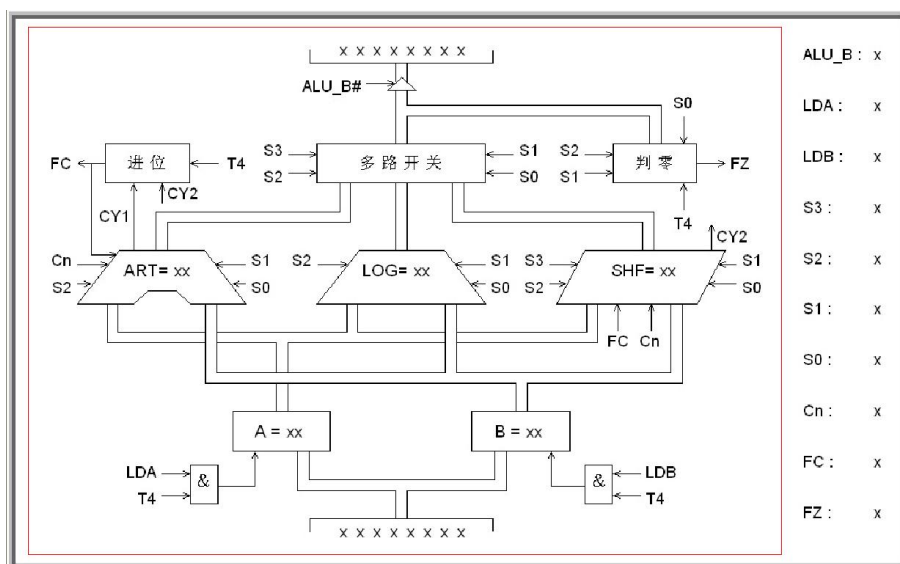 x x x x x x x x
ALU_B#
S0
S3
进 位
T4
多 路 开 关
S1
S2
判 零
FC
S2
S0
S1
FZ
CY2
CY1
T4
CY2
Cn
ART= xx
S1
S2
LOG= xx
S1
S3
SHF= xx
S1
S2
S0
S0
S2
S0
FC
Cn
A = xx
B = xx
LDA
&
&
LDB
T4
T4
x x x x x x x x
ALU_B : x
LDA : x
LDB : x
S3 : x
S2 : x
S1 : x
S0 : x
Cn : x
FC : x
FZ : x